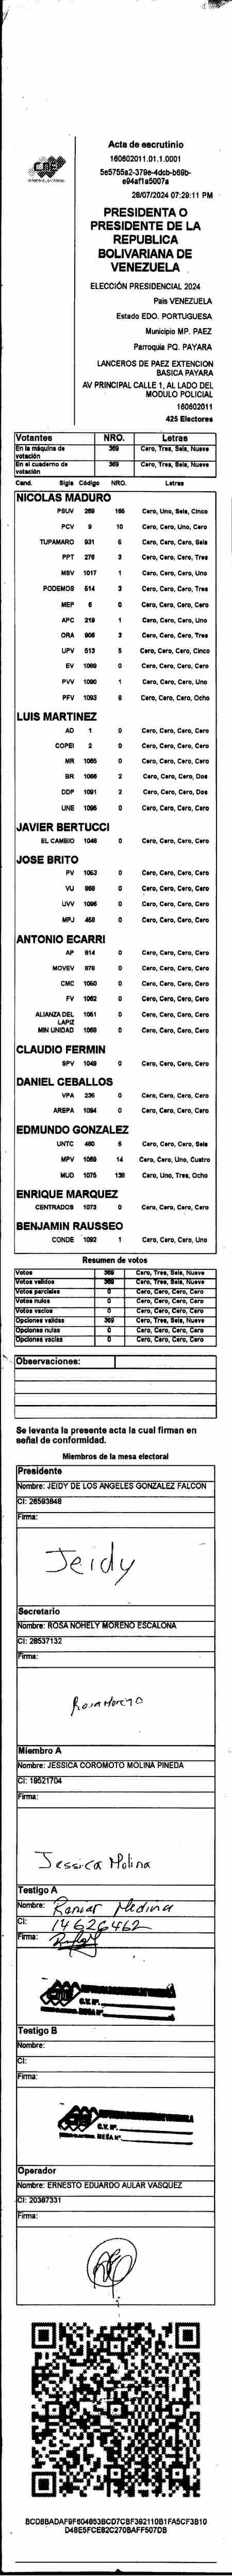 CNE
Acta de escrutinio
160602011.01.1.0001
28/07/2024 07:29:11 PM
PRESIDENTA O
PRESIDENTE DE LA
REPUBLICA
BOLIVARIANA DE
VENEZUELA
ELECCIÓN PRESIDENCIAL 2024
Pais VENEZUELA
Estado EDO. PORTUGUESA
Municipio MP. PAEZ
Parroquia PQ. PAYARA
LANCEROS DE PAEZ EXTENCION
BASICA PAYARA
AV PRINCIPAL CALLE 1, AL LADO DEL
MODULO POLICIAL
160602011
425 Electores
Votantes NRO. Letras
En la máquina de votación 369 Cero, Tres, Seis, Nueve
En el cuaderno de votación 369 Cero, Tres, Seis, Nueve
Cand. Sigla Código NRO. Letras
NICOLAS MADURO
PSUV 269 165 Cero, Uno, Seis, Cinco
PCV 9 10 Cero, Cero, Uno, Cero
TUPAMARO 931 6 Cero, Cero, Cero, Seis
PPT 276 3 Cero, Cero, Cero, Tres
MSV 1017 1 Cero, Cero, Cero, Uno
PODEMOS 514 3 Cero, Cero, Cero, Tres
MEP 6 0 Cero, Cero, Cero, Cero
APC 219 1 Cero, Cero, Cero, Uno
ORA 906 3 Cero, Cero, Cero, Tres
UPV 513 5 Cero, Cero, Cero, Cinco
EV 1089 0 Cero, Cero, Cero, Cero
PVV 1090 1 Cero, Cero, Cero, Uno
PFV 1093 8 Cero, Cero, Cero, Ocho
LUIS MARTINEZ
AD 1 0 Cero, Cero, Cero, Cero
COPEI 2 0 Cero, Cero, Cero, Cero
MR 1065 0 Cero, Cero, Cero, Cero
BR 1066 2 Cero, Cero, Cero, Dos
DDP 1091 2 Cero, Cero, Cero, Dos
UNE 1095 0 Cero, Cero, Cero, Cero
JAVIER BERTUCCI
EL CAMBIO 1048 0 Cero, Cero, Cero, Cero
JOSE BRITO
PV 1053 0 Cero, Cero, Cero, Cero
VU 868 0 Cero, Cero, Cero, Cero
UVV 1096 0 Cero, Cero, Cero, Cero
MPJ 458 0 Cero, Cero, Cero, Cero
ANTONIO ECARRI
AP 914 0 Cero, Cero, Cero, Cero
MOVEV 978 0 Cero, Cero, Cero, Cero
CMC 1050 0 Cero, Cero, Cero, Cero
FV 1052 0 Cero, Cero, Cero, Cero
ALIANZA DEL LAPIZ 1051 0 Cero, Cero, Cero, Cero
MIN UNIDAD 1068 0 Cero, Cero, Cero, Cero
CLAUDIO FERMIN
SPV 1049 0 Cero, Cero, Cero, Cero
DANIEL CEBALLOS
VPA 236 0 Cero, Cero, Cero, Cero
AREPA 1094 0 Cero, Cero, Cero, Cero
EDMUNDO GONZALEZ
UNTC 460 6 Cero, Cero, Cero, Seis
MPV 1069 14 Cero, Cero, Uno, Cuatro
MUD 1075 138 Cero, Uno, Tres, Ocho
ENRIQUE MARQUEZ
CENTRADOS 1073 0 Cero, Cero, Cero, Cero
BENJAMIN RAUSSEO
CONDE 1092 1 Cero, Cero, Cero, Uno
Resumen de votos
Votos 369 Cero, Tres, Seis, Nueve
Votos validos 369 Cero, Tres, Seis, Nueve
Votos parciales 0 Cero, Cero, Cero, Cero
Votos nulos 0 Cero, Cero, Cero, Cero
Votos vacios 0 Cero, Cero, Cero, Cero
Opciones validas 369 Cero, Tres, Seis, Nueve
Opciones nulas 0 Cero, Cero, Cero, Cero
Opciones vacias 0 Cero, Cero, Cero, Cero
Observaciones:
Se levanta la presente acta la cual firman en
señal de conformidad.
Miembros de la mesa electoral
Presidente
Nombre: JEIDY DE LOS ANGELES GONZALEZ FALCON
CI: 26593848
Firma:
Jeidy
Secretario
Nombre: ROSA NOHELY MORENO ESCALONA
CI: 28537132
Firma:
Rosa Moreno
Miembro A
Nombre: JESSICA COROMOTO MOLINA PINEDA
CI: 19521704
Firma:
Jessica Molina
Testigo A
Nombre: Raniar Medina
CI: 14626462
Firma:
C.V. Nº.
MESA Nº.
Testigo B
Nombre:
CI:
Firma:
C.V. Nº.
MESA Nº.
Operador
Nombre: ERNESTO EDUARDO AULAR VASQUEZ
CI: 20387331
Firma: